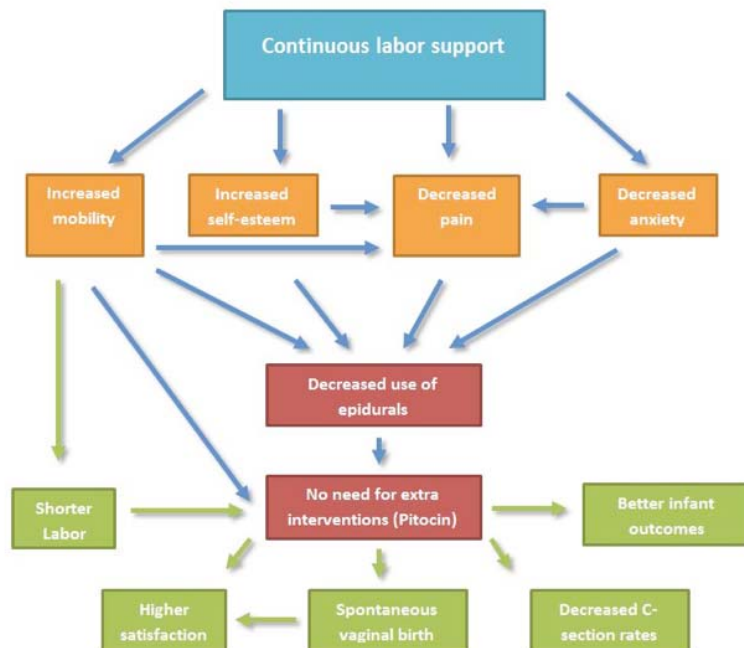 Continuous labor support
Increased
mobility
Increased
self-esteem
Decreased
pain
Decreased
anxiety
Decreased use of
epidurals
No need for extra
interventions (Pitocin)
Shorter
Labor
Better infant
outcomes
Higher
satisfaction
Spontaneous
vaginal birth
Decreased C-
section rates